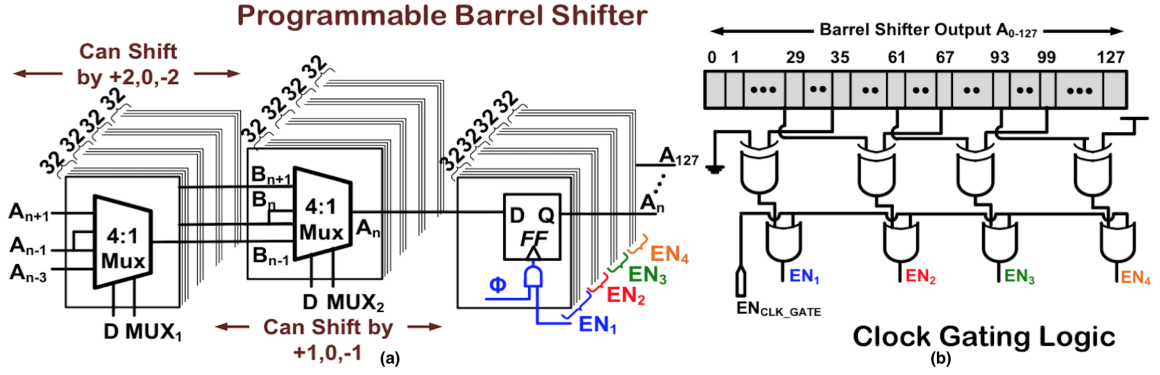 Programmable Barrel Shifter
Can Shift
by +2,0,-2
32 32 32 32
32 32 32 32
32 32 32 32
An+1
An-1
An-3
4:1
Mux
D MUX1
Bn+1
Bn
Bn-1
4:1
Mux
An
D MUX2
Can Shift by
+1,0,-1
(a)
D Q
FF
Φ
A127
An
EN4
EN3
EN2
EN1
Barrel Shifter Output A0-127
0 1 29 35 61 67 93 99 127
EN1 EN2 EN3 EN4
ENCLK_GATE
Clock Gating Logic
(b)